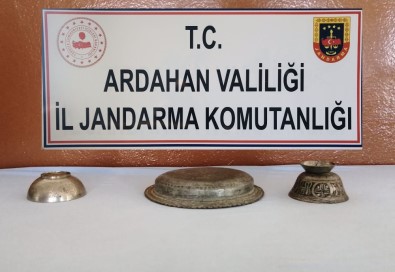 T.C.
ARDAHAN VALİLİĞİ
İL JANDARMA KOMUTANLIĞI